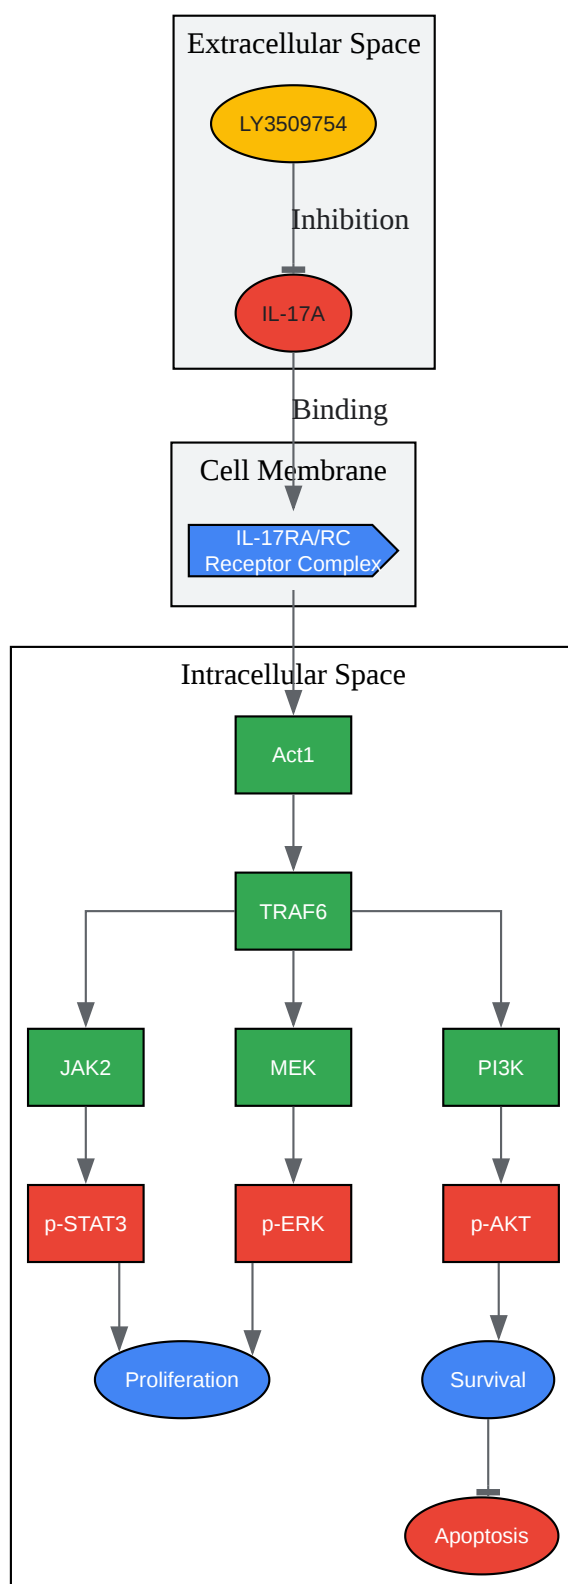 Extracellular Space
LY3509754
Inhibition
IL-17A
Binding
Cell Membrane
IL-17RA/RC
Receptor Complex
Intracellular Space
Act1
TRAF6
JAK2
MEK
PI3K
p-STAT3
p-ERK
p-AKT
Proliferation
Survival
Apoptosis